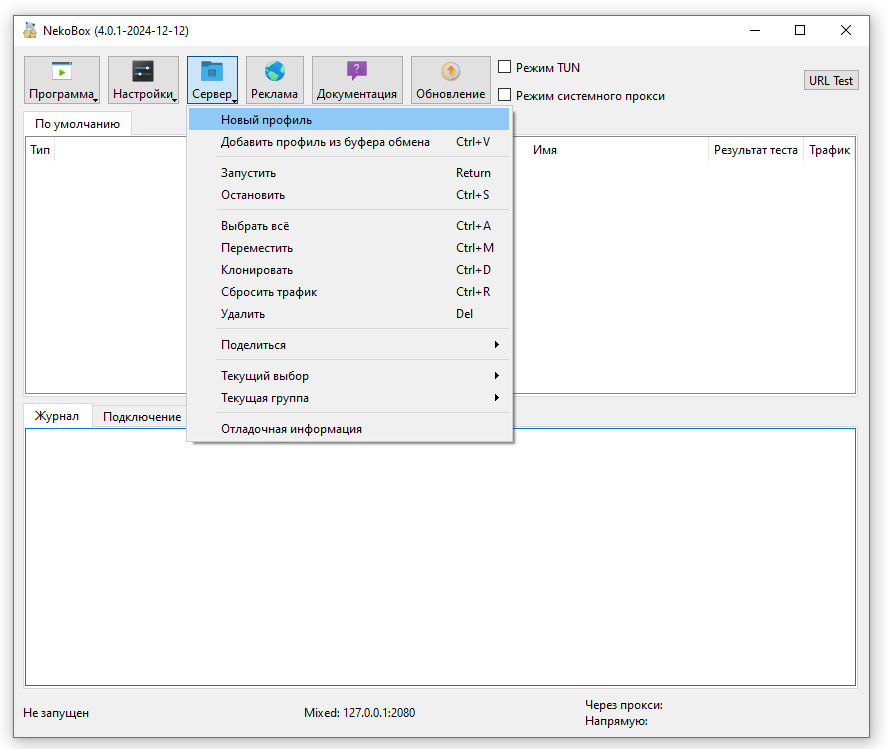 NekoBox (4.0.1-2024-12-12)
Программа
Настройки
Сервер
Реклама
?
Документация
Обновление
Режим TUN
Режим системного прокси
URL Test
По умолчанию
Тип
Имя
Результат теста
Трафик
Новый профиль
Добавить профиль из буфера обмена Ctrl+V
Запустить Return
Остановить Ctrl+S
Выбрать всё Ctrl+A
Переместить Ctrl+M
Клонировать Ctrl+D
Сбросить трафик Ctrl+R
Удалить Del
Поделиться
Текущий выбор
Текущая группа
Отладочная информация
Журнал
Подключение
Не запущен
Mixed: 127.0.0.1:2080
Через прокси:
Напрямую: